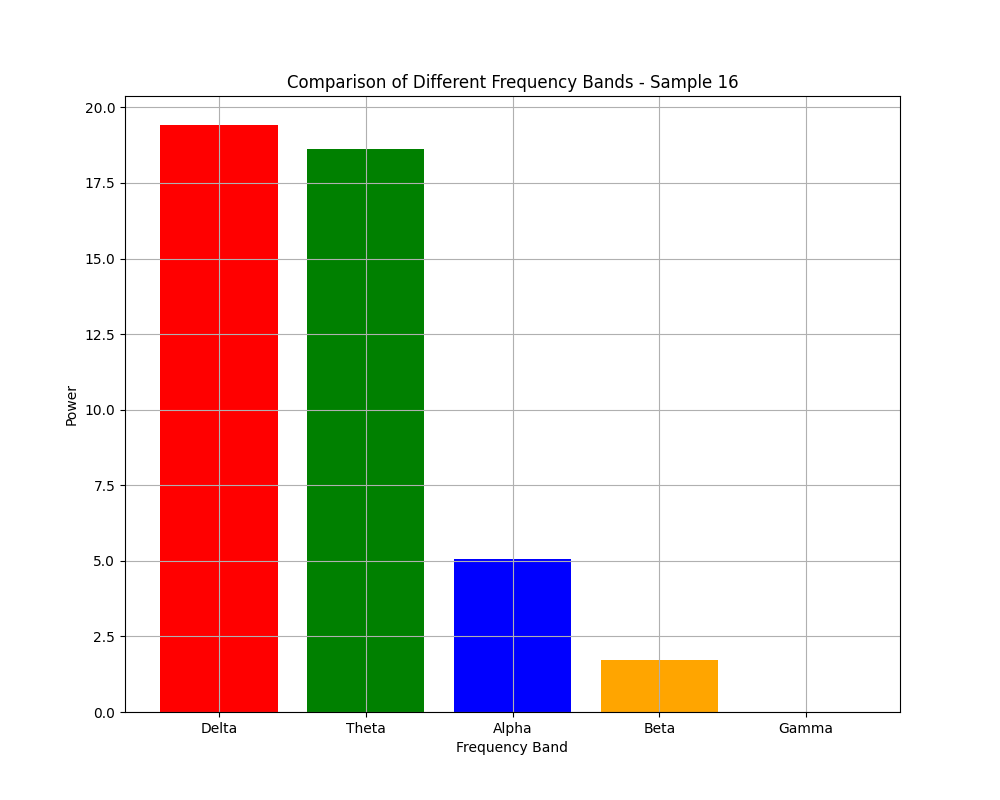 Comparison of Different Frequency Bands - Sample 16
20.0
17.5
15.0
12.5
10.0
7.5
5.0
2.5
0.0
Power
Delta Theta Alpha Beta Gamma
Frequency Band